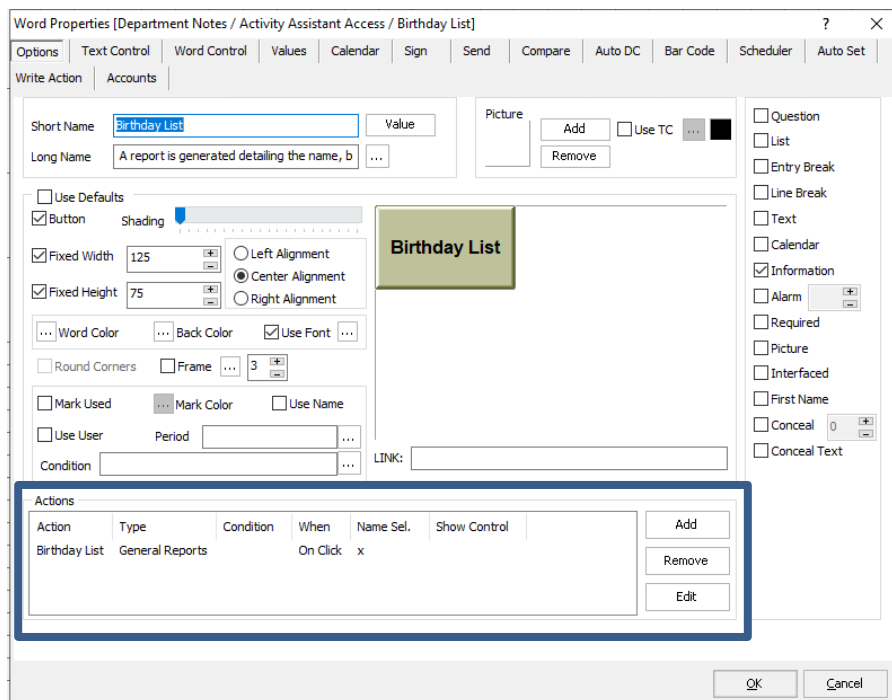 Word Properties [Department Notes / Activity Assistant Access / Birthday List]
? X
Options Text Control Word Control Values Calendar Sign Send Compare Auto DC Bar Code Scheduler Auto Set
Write Action Accounts
Short Name Birthday List Value
Long Name A report is generated detailing the name, b ...
Picture
Add
Use TC ...
Remove
Use Defaults
Button Shading
Fixed Width 125
Fixed Height 75
Left Alignment
Center Alignment
Right Alignment
... Word Color ... Back Color Use Font ...
Round Corners Frame ... 3
Mark Used ... Mark Color Use Name
Use User Period ...
Condition ...
Birthday List
LINK:
Question
List
Entry Break
Line Break
Text
Calendar
Information
Alarm
Required
Picture
Interfaced
First Name
Conceal 0
Conceal Text
Actions
Action Type Condition When Name Sel. Show Control
Birthday List General Reports On Click x
Add
Remove
Edit
OK Cancel